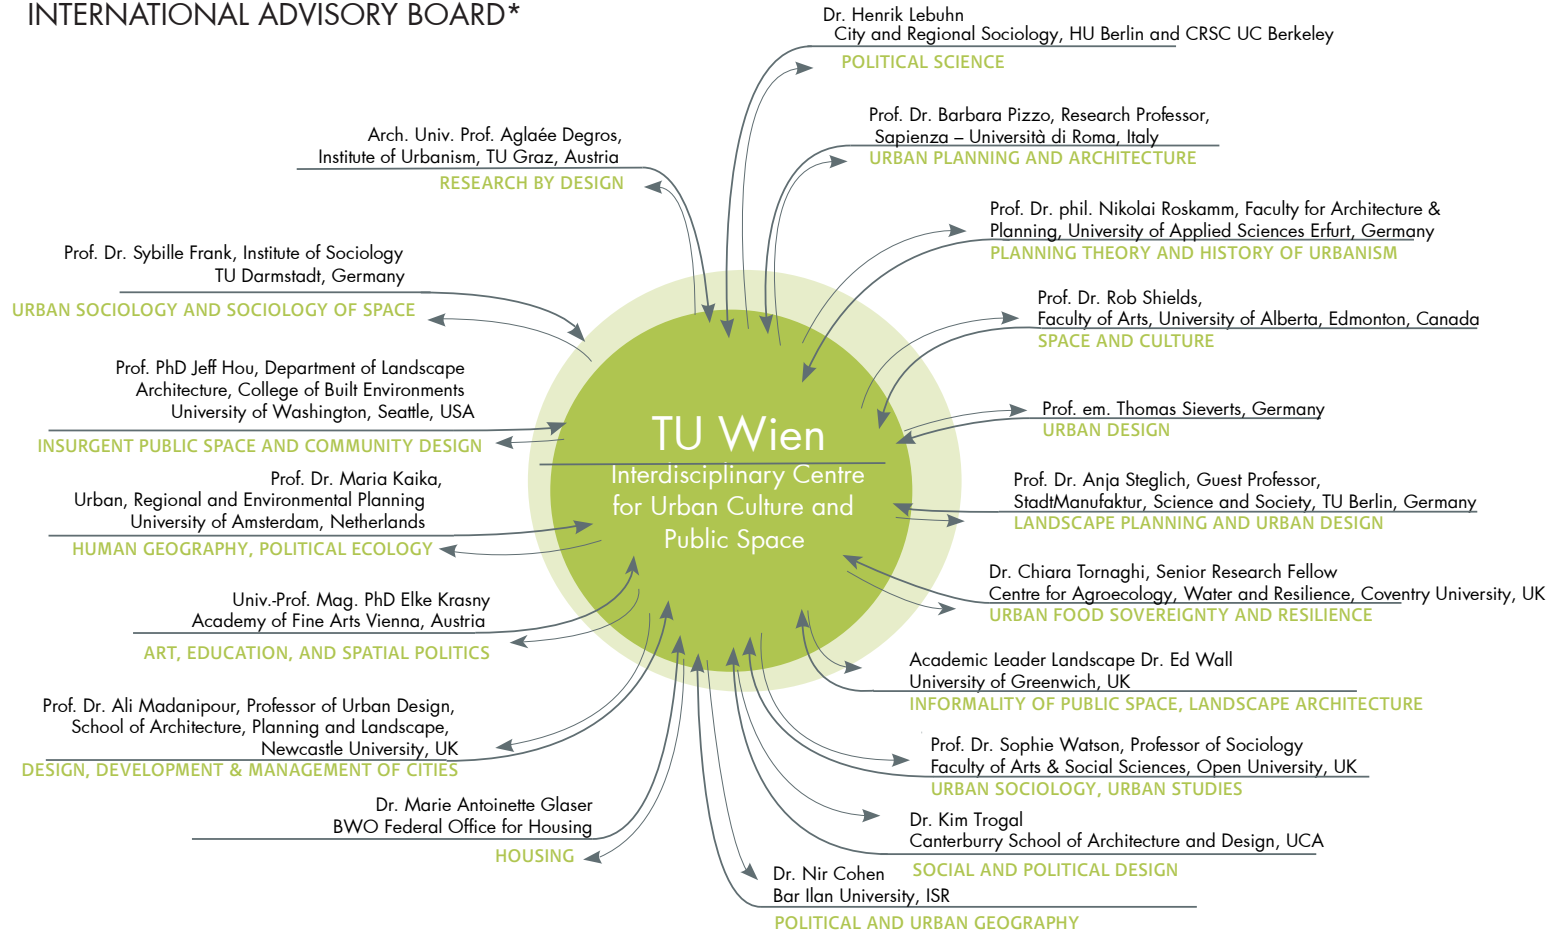 INTERNATIONAL ADVISORY BOARD*
Dr. Henrik Lebuhn
City and Regional Sociology, HU Berlin and CRSC UC Berkeley
POLITICAL SCIENCE
Prof. Dr. Barbara Pizzo, Research Professor,
Sapienza – Università di Roma, Italy
URBAN PLANNING AND ARCHITECTURE
Prof. Dr. phil. Nikolai Roskamm, Faculty for Architecture &
Planning, University of Applied Sciences Erfurt, Germany
PLANNING THEORY AND HISTORY OF URBANISM
Prof. Dr. Rob Shields,
Faculty of Arts, University of Alberta, Edmonton, Canada
SPACE AND CULTURE
Prof. em. Thomas Sieverts, Germany
URBAN DESIGN
Prof. Dr. Anja Steglich, Guest Professor,
StadtManufaktur, Science and Society, TU Berlin, Germany
LANDSCAPE PLANNING AND URBAN DESIGN
Dr. Chiara Tornaghi, Senior Research Fellow
Centre for Agroecology, Water and Resilience, Coventry University, UK
URBAN FOOD SOVEREIGNTY AND RESILIENCE
Academic Leader Landscape Dr. Ed Wall
University of Greenwich, UK
INFORMALITY OF PUBLIC SPACE, LANDSCAPE ARCHITECTURE
Prof. Dr. Sophie Watson, Professor of Sociology
Faculty of Arts & Social Sciences, Open University, UK
URBAN SOCIOLOGY, URBAN STUDIES
Dr. Kim Trogal
Canterburry School of Architecture and Design, UCA
SOCIAL AND POLITICAL DESIGN
Dr. Nir Cohen
Bar Ilan University, ISR
POLITICAL AND URBAN GEOGRAPHY
Arch. Univ. Prof. Aglaée Degros,
Institute of Urbanism, TU Graz, Austria
RESEARCH BY DESIGN
Prof. Dr. Sybille Frank, Institute of Sociology
TU Darmstadt, Germany
URBAN SOCIOLOGY AND SOCIOLOGY OF SPACE
Prof. PhD Jeff Hou, Department of Landscape
Architecture, College of Built Environments
University of Washington, Seattle, USA
INSURGENT PUBLIC SPACE AND COMMUNITY DESIGN
Prof. Dr. Maria Kaika,
Urban, Regional and Environmental Planning
University of Amsterdam, Netherlands
HUMAN GEOGRAPHY, POLITICAL ECOLOGY
Univ.-Prof. Mag. PhD Elke Krasny
Academy of Fine Arts Vienna, Austria
ART, EDUCATION, AND SPATIAL POLITICS
Prof. Dr. Ali Madanipour, Professor of Urban Design,
School of Architecture, Planning and Landscape,
Newcastle University, UK
DESIGN, DEVELOPMENT & MANAGEMENT OF CITIES
Dr. Marie Antoinette Glaser
BWO Federal Office for Housing
HOUSING
TU Wien
Interdisciplinary Centre
for Urban Culture and
Public Space